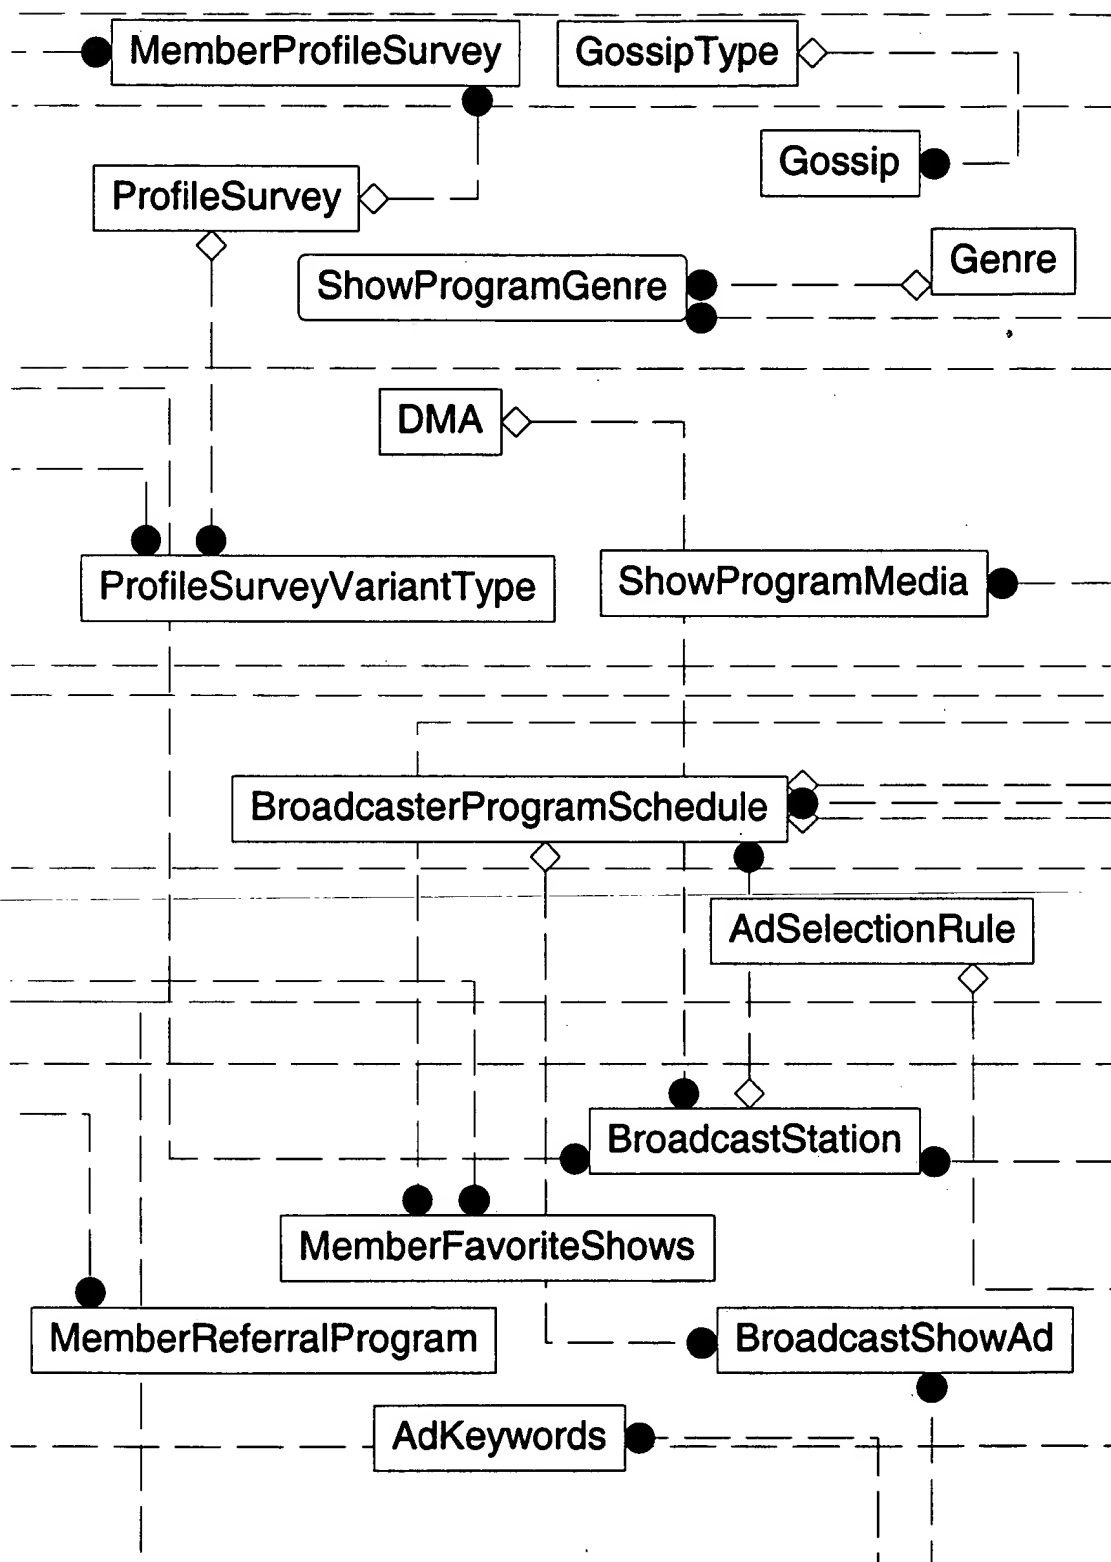 MemberProfileSurvey
GossipType
Gossip
ProfileSurvey
Genre
ShowProgramGenre
DMA
ProfileSurveyVariantType
ShowProgramMedia
BroadcasterProgramSchedule
AdSelectionRule
BroadcastStation
MemberFavoriteShows
MemberReferralProgram
BroadcastShowAd
AdKeywords